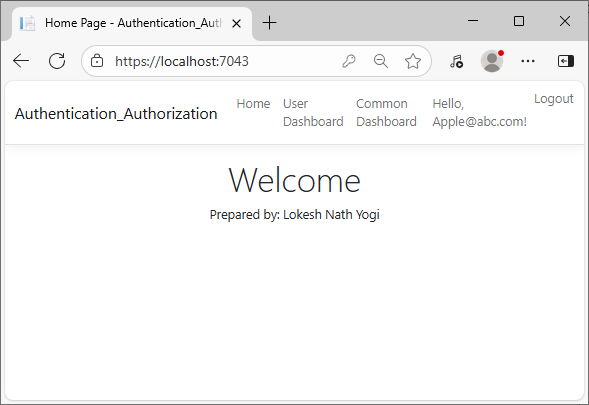 Home Page - Authentication_Auth
https://localhost:7043
Authentication_Authorization
Home
User
Dashboard
Common
Dashboard
Hello,
Apple@abc.com!
Logout
Welcome
Prepared by: Lokesh Nath Yogi